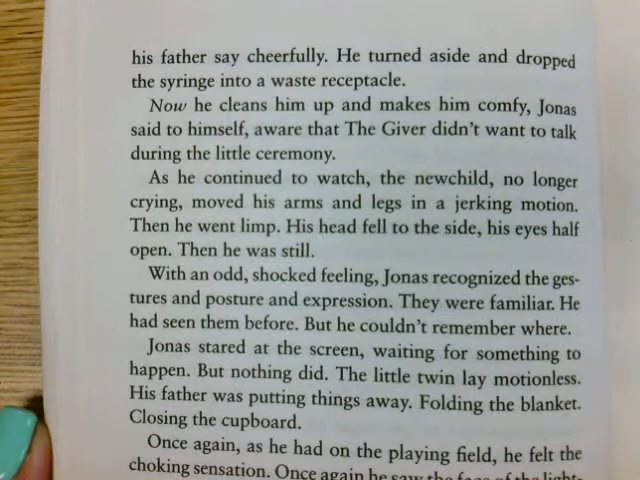 his father say cheerfully. He turned aside and dropped
the syringe into a waste receptacle.
Now he cleans him up and makes him comfy, Jonas
said to himself, aware that The Giver didn't want to talk
during the little ceremony.
As he continued to watch, the newchild, no longer
crying, moved his arms and legs in a jerking motion.
Then he went limp. His head fell to the side, his eyes half
open. Then he was still.
With an odd, shocked feeling, Jonas recognized the ges-
tures and posture and expression. They were familiar. He
had seen them before. But he couldn't remember where.
Jonas stared at the screen, waiting for something to
happen. But nothing did. The little twin lay motionless.
His father was putting things away. Folding the blanket.
Closing the cupboard.
Once again, as he had on the playing field, he felt the
choking sensation. Once again he saw the face of the light-